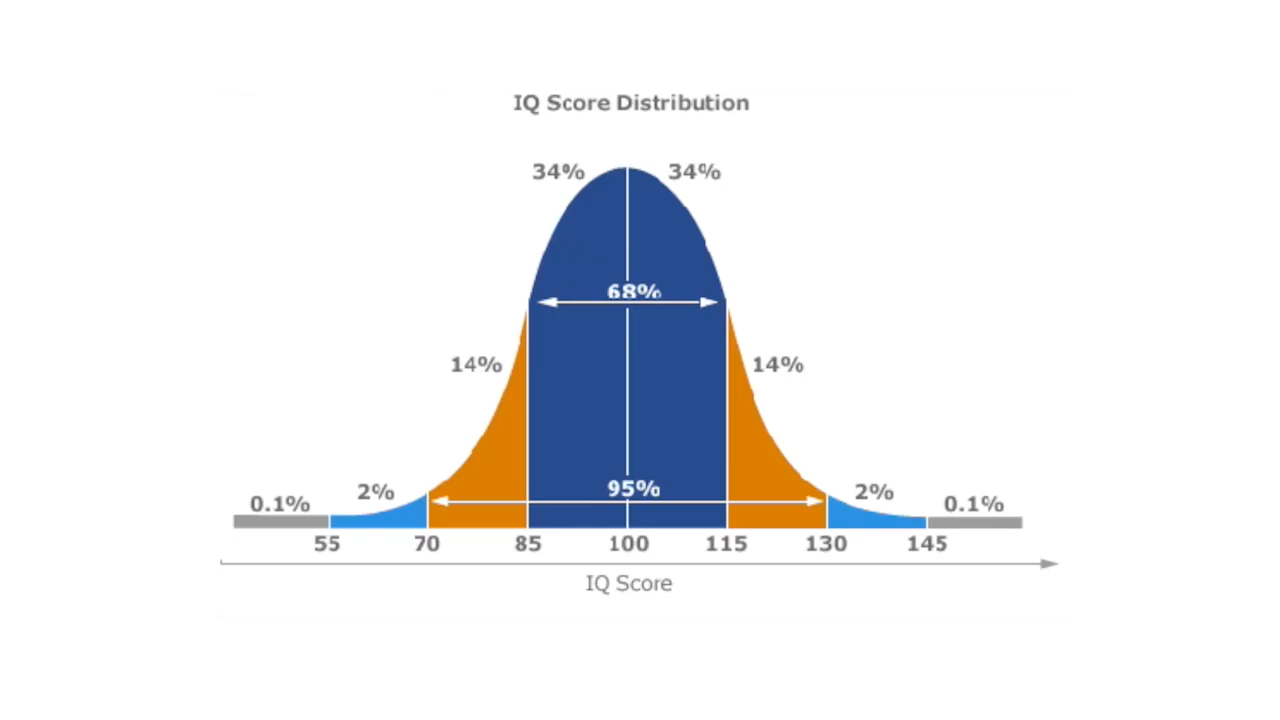 IQ Score Distribution
34% 34%
68%
14% 14%
95%
2% 2%
0.1% 0.1%
55 70 85 100 115 130 145
IQ Score